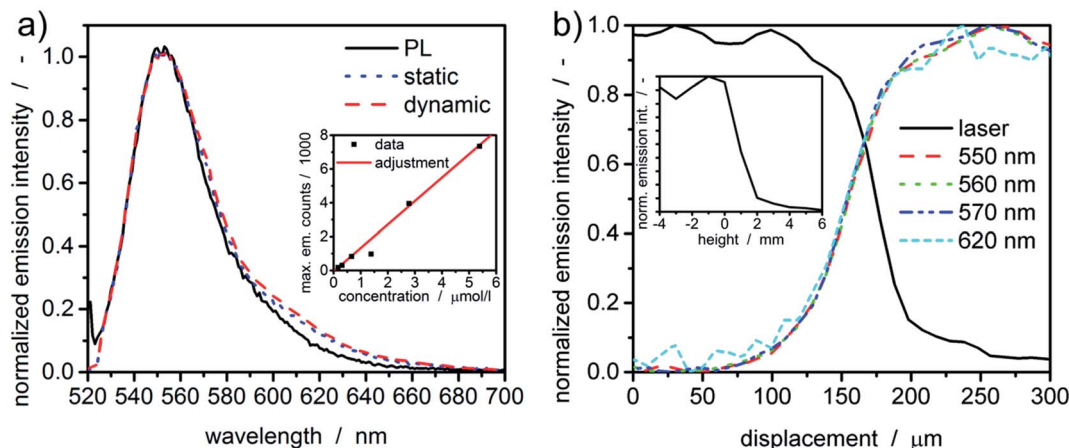 a)
normalized emission intensity / -
1.0
0.8
0.6
0.4
0.2
0.0
520 540 560 580 600 620 640 660 680 700
wavelength / nm
PL
static
dynamic
max. em. counts / 1000
8
6
4
2
0
0 1 2 3 4 5 6
concentration / µmol/l
data
adjustment
b)
normalized emission intensity / -
1.0
0.8
0.6
0.4
0.2
0.0
0 50 100 150 200 250 300
displacement / µm
norm. emission int. / -
-4 -2 0 2 4 6
height / mm
laser
550 nm
560 nm
570 nm
620 nm